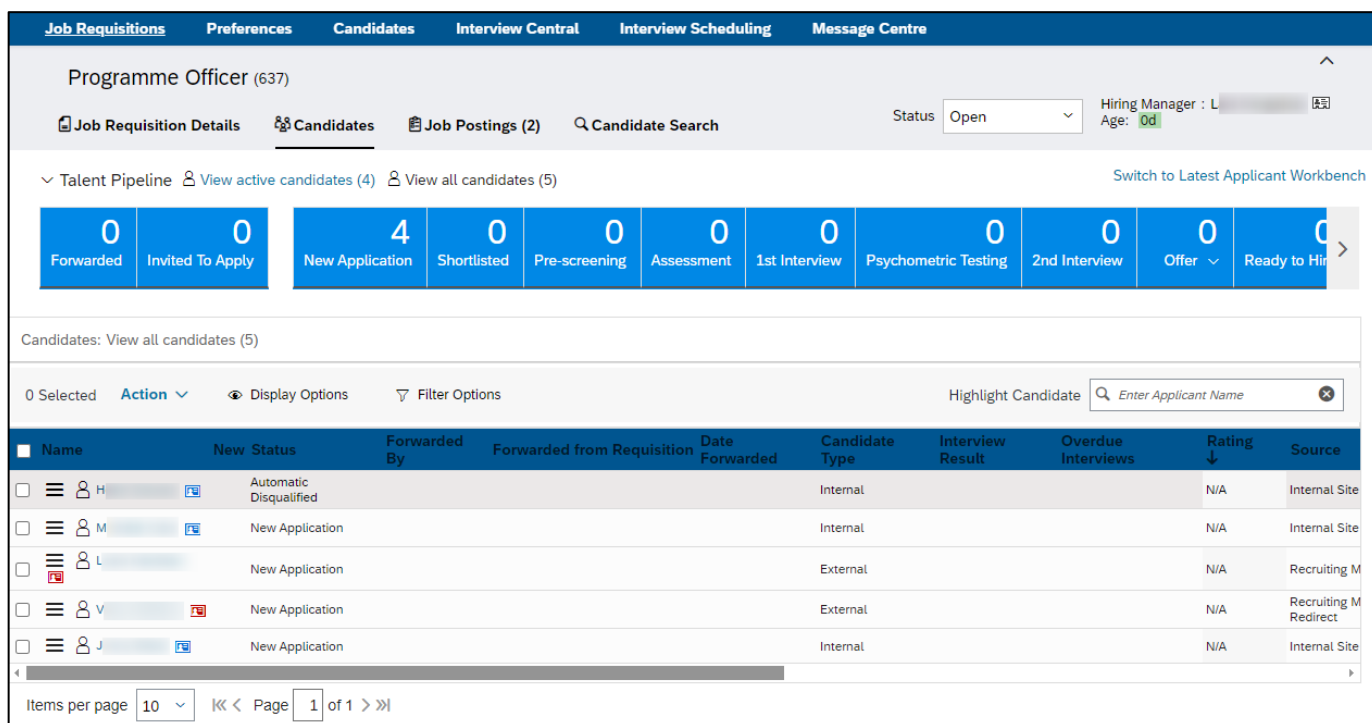 Job Requisitions Preferences Candidates Interview Central Interview Scheduling Message Centre
Programme Officer (637)
Job Requisition Details Candidates Job Postings (2) Candidate Search
Status Open
Hiring Manager : L
Age: 0d
Talent Pipeline View active candidates (4) View all candidates (5)
Switch to Latest Applicant Workbench
0 0 4 0 0 0 0 0 0 0
Forwarded Invited To Apply New Application Shortlisted Pre-screening Assessment 1st Interview Psychometric Testing 2nd Interview Offer Ready to
Candidates: View all candidates (5)
0 Selected Action Display Options Filter Options Highlight Candidate Enter Applicant Name
Name New Status Forwarded By Forwarded from Requisition Date Forwarded Candidate Type Interview Result Overdue Interviews Rating Source
H Automatic Disqualified Internal N/A Internal Site
M New Application Internal N/A Internal Site
L New Application External N/A Recruiting M
V New Application External N/A Recruiting M
Redirect
J New Application Internal N/A Internal Site
Items per page 10 Page 1 of 1